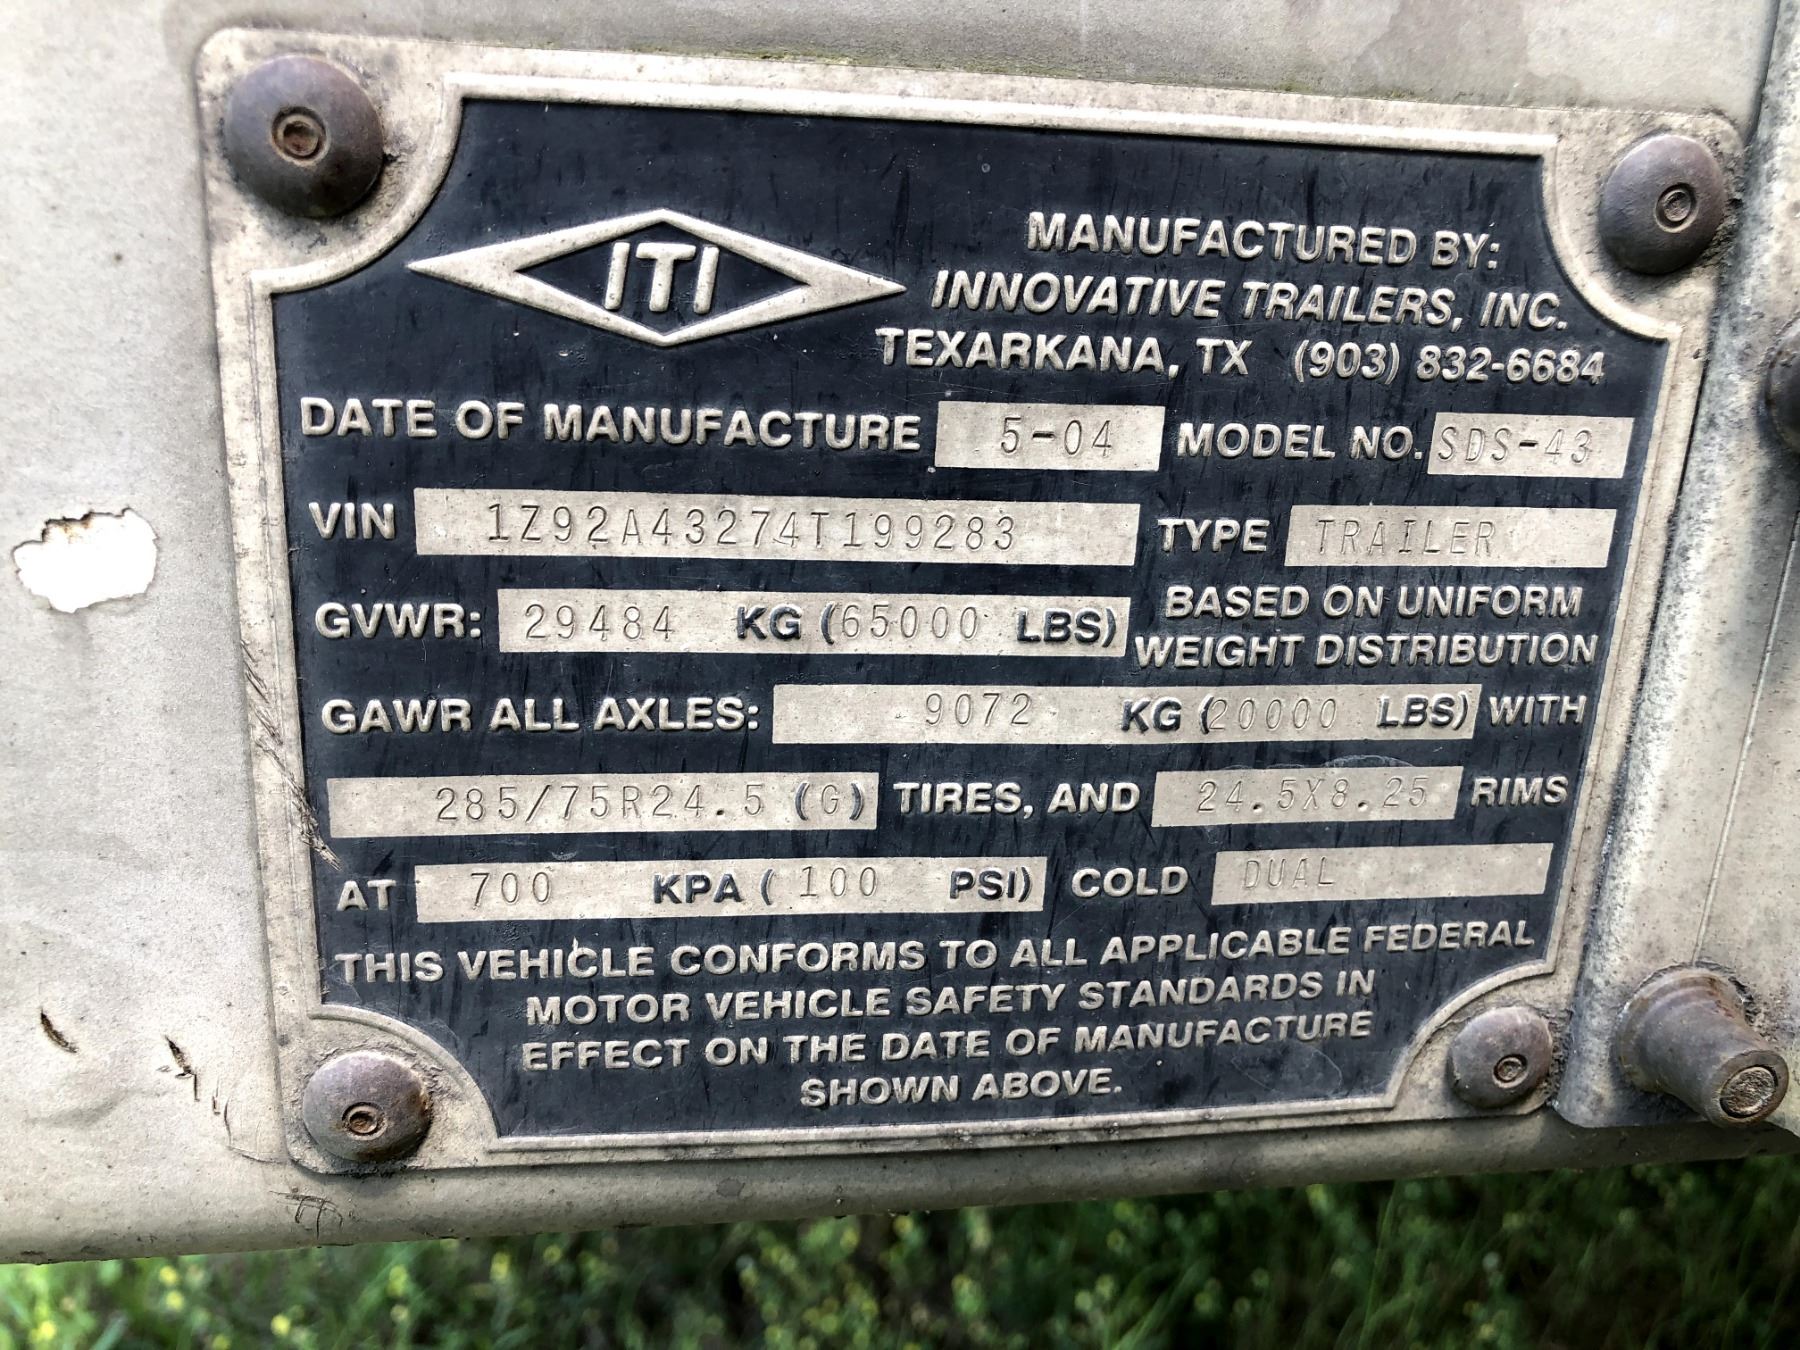 ITI
MANUFACTURED BY:
INNOVATIVE TRAILERS, INC.
TEXARKANA, TX (903) 832-6684
DATE OF MANUFACTURE 5-04 MODEL NO. SDS-43
VIN 1Z92A43274T199283 TYPE TRAILER
GVWR: 29484 KG (65000 LBS) BASED ON UNIFORM
WEIGHT DISTRIBUTION
GAWR ALL AXLES: 9072 KG (20000 LBS) WITH
285/75R24.5 (G) TIRES, AND 24.5X8.25 RIMS
AT 700 KPA (100 PSI) COLD DUAL
THIS VEHICLE CONFORMS TO ALL APPLICABLE FEDERAL
MOTOR VEHICLE SAFETY STANDARDS IN
EFFECT ON THE DATE OF MANUFACTURE
SHOWN ABOVE.